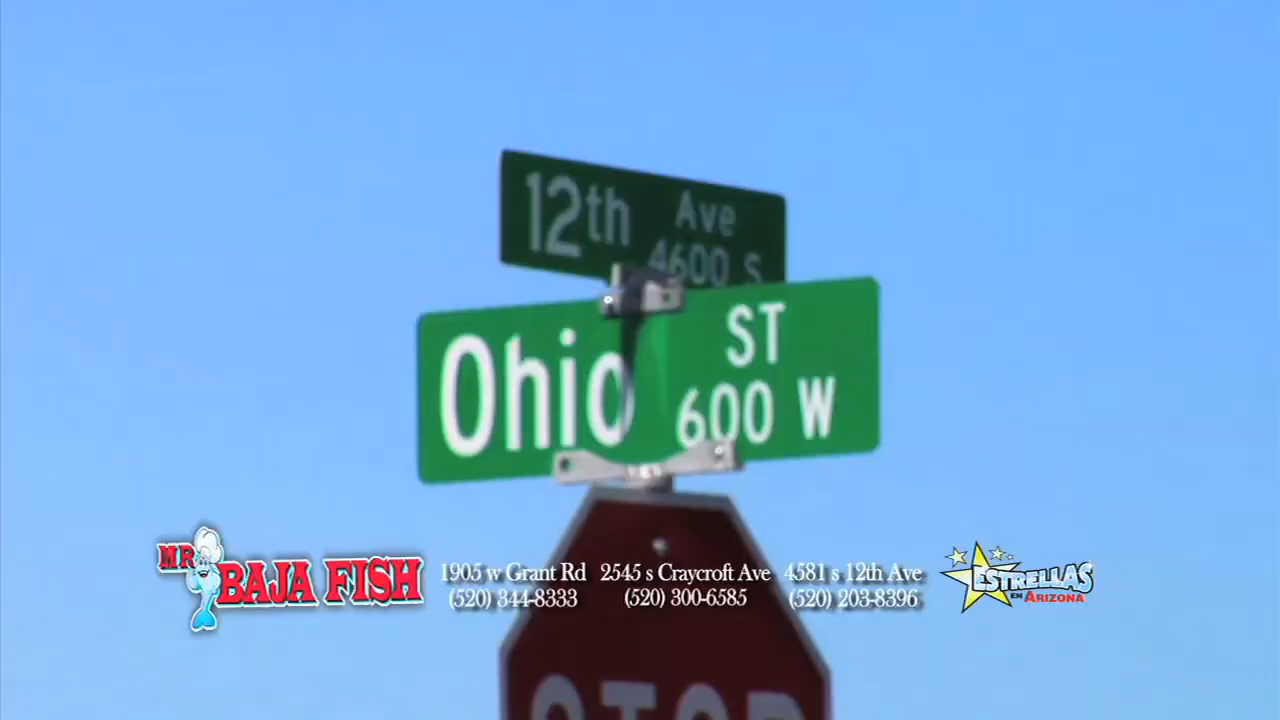 12th Ave
4600 S
Ohio ST
600 W
STOP
MR BAJA FISH
1905 w Grant Rd
(520) 344-8333
2545 s Craycroft Ave
(520) 300-6585
4581 s 12th Ave
(520) 203-8396
ESTRELLAS
EN ARIZONA